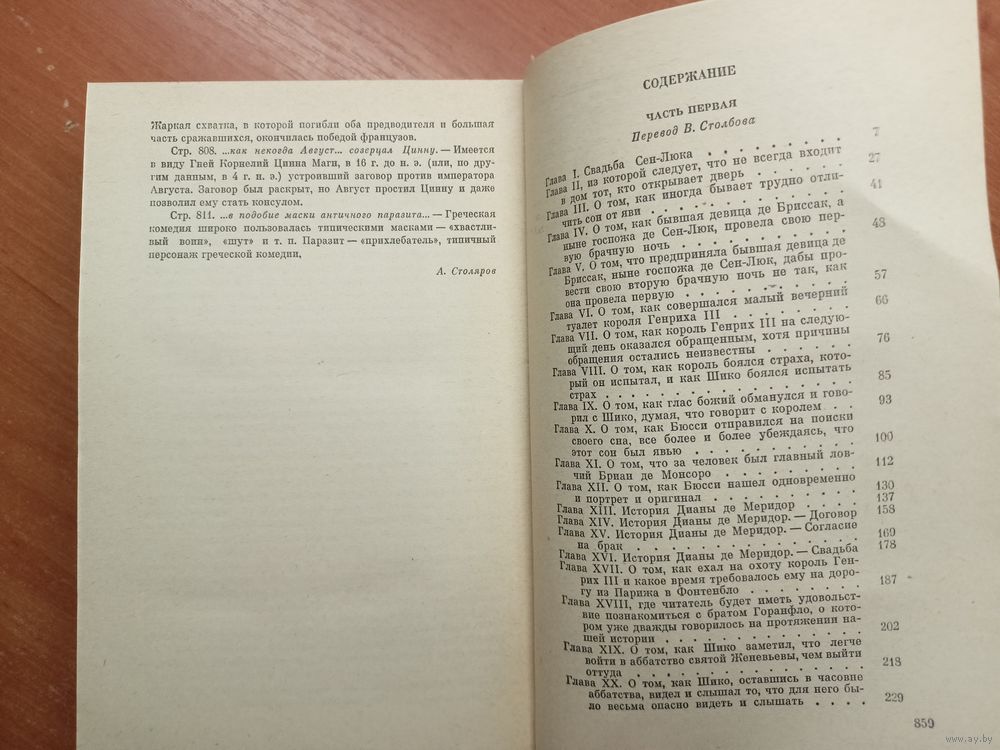 Жаркая схватка, в которой погибли оба предводителя и большая
часть сражавшихся, окончилась победой французов.
Стр. 808. ...как некогда Август... созерцал Цинну. — Имеется
в виду Гней Корнелий Цинна Магн, в 16 г. до н. э. (или, по дру-
гим данным, в 4 г. н. э.) устроивший заговор против императора
Августа. Заговор был раскрыт, но Август простил Цинну и даже
позволил ему стать консулом.
Стр. 811. ...в подобие маски античного паразита... — Греческая
комедия широко пользовалась типическими масками — «хвастли-
вый воин», «шут» и т. п. Паразит — «прихлебатель», типичный
персонаж греческой комедии,
А. Столяров
СОДЕРЖАНИЕ
ЧАСТЬ ПЕРВАЯ
Перевод В. Столбова
Глава I. Свадьба Сен-Люка . . . . . . . 7
Глава II, из которой следует, что не всегда входит
в дом тот, кто открывает дверь . . . . . . 27
Глава III. О том, как иногда бывает трудно отли-
чить сон от яви . . . . . . . . . 41
Глава IV. О том, как бывшая девица де Бриссак, а
ныне госпожа де Сен-Люк, провела свою пер-
вую брачную ночь . . . . . . . . 48
Глава V. О том, что предприняла бывшая девица де
Бриссак, ныне госпожа де Сен-Люк, дабы про-
вести свою вторую брачную ночь не так, как
она провела первую . . . . . . . . 57
Глава VI. О том, как совершался малый вечерний
туалет короля Генриха III . . . . . . 66
Глава VII. О том, как король Генрих III на следую-
щий день оказался обращенным, хотя причины
обращения остались неизвестны . . . . . 76
Глава VIII. О том, как король боялся страха, кото-
рый он испытал, и как Шико боялся испытать
страх . . . . . . . . . . . 85
Глава IX. О том, как глас божий обманулся и гово-
рил с Шико, думая, что говорит с королем . . 93
Глава X. О том, как Бюсси отправился на поиски
своего сна, все более и более убеждаясь, что
этот сон был явью . . . . . . . . 100
Глава XI. О том, что за человек был главный лов-
чий Бриан де Монсоро . . . . . . . 112
Глава XII. О том, как Бюсси нашел одновременно
и портрет и оригинал . . . . . . . 130
Глава XIII. История Дианы де Меридор . . . . 137
Глава XIV. История Дианы де Меридор. — Договор 158
Глава XV. История Дианы де Меридор. — Согласие
на брак . . . . . . . . . . 169
Глава XVI. История Дианы де Меридор. — Свадьба 178
Глава XVII. О том, как ехал на охоту король Ген-
рих III и какое время требовалось ему на доро-
гу из Парижа в Фонтенбло . . . . . . 187
Глава XVIII, где читатель будет иметь удовольст-
вие познакомиться с братом Горанфло, о кото-
ром уже дважды говорилось на протяжении на-
шей истории . . . . . . . . . 202
Глава XIX. О том, как Шико заметил, что легче
войти в аббатство святой Женевьевы, чем выйти
оттуда . . . . . . . . . . . 218
Глава XX. О том, как Шико, оставшись в часовне
аббатства, видел и слышал то, что для него бы-
ло весьма опасно видеть и слышать . . . . 229
859
www.ay.by